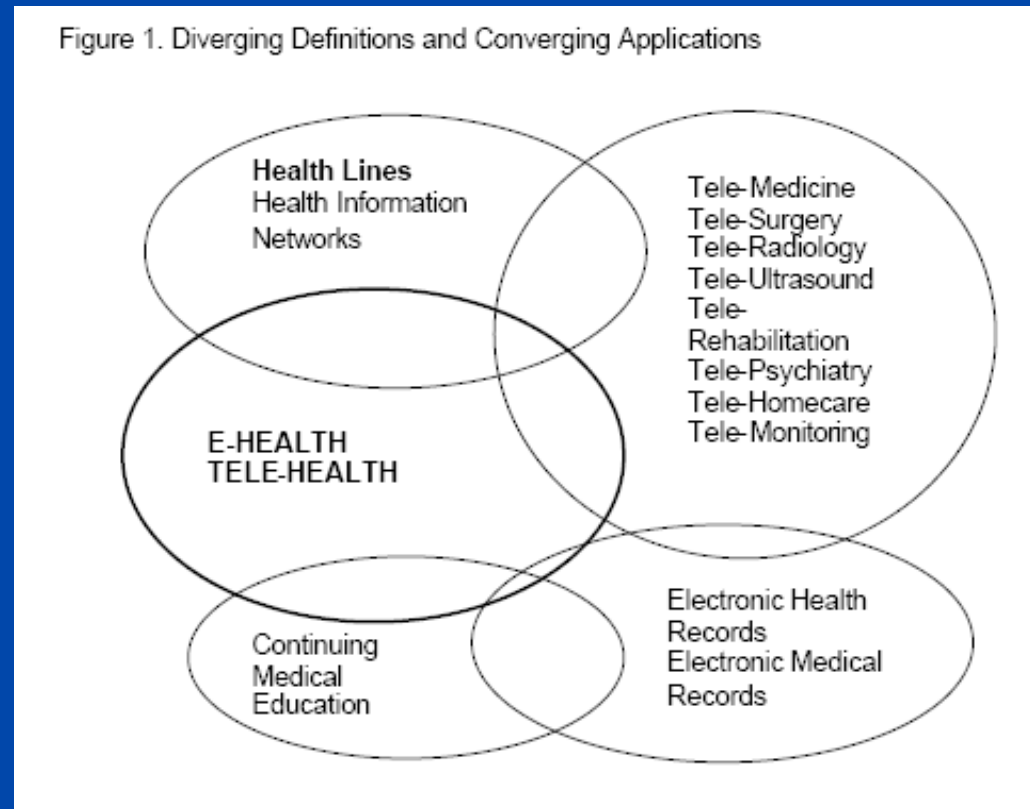 Figure 1. Diverging Definitions and Converging Applications
Health Lines
Health Information
Networks
Tele-Medicine
Tele-Surgery
Tele-Radiology
Tele-Ultrasound
Tele-
Rehabilitation
Tele-Psychiatry
Tele-Homecare
Tele-Monitoring
E-HEALTH
TELE-HEALTH
Continuing
Medical
Education
Electronic Health
Records
Electronic Medical
Records